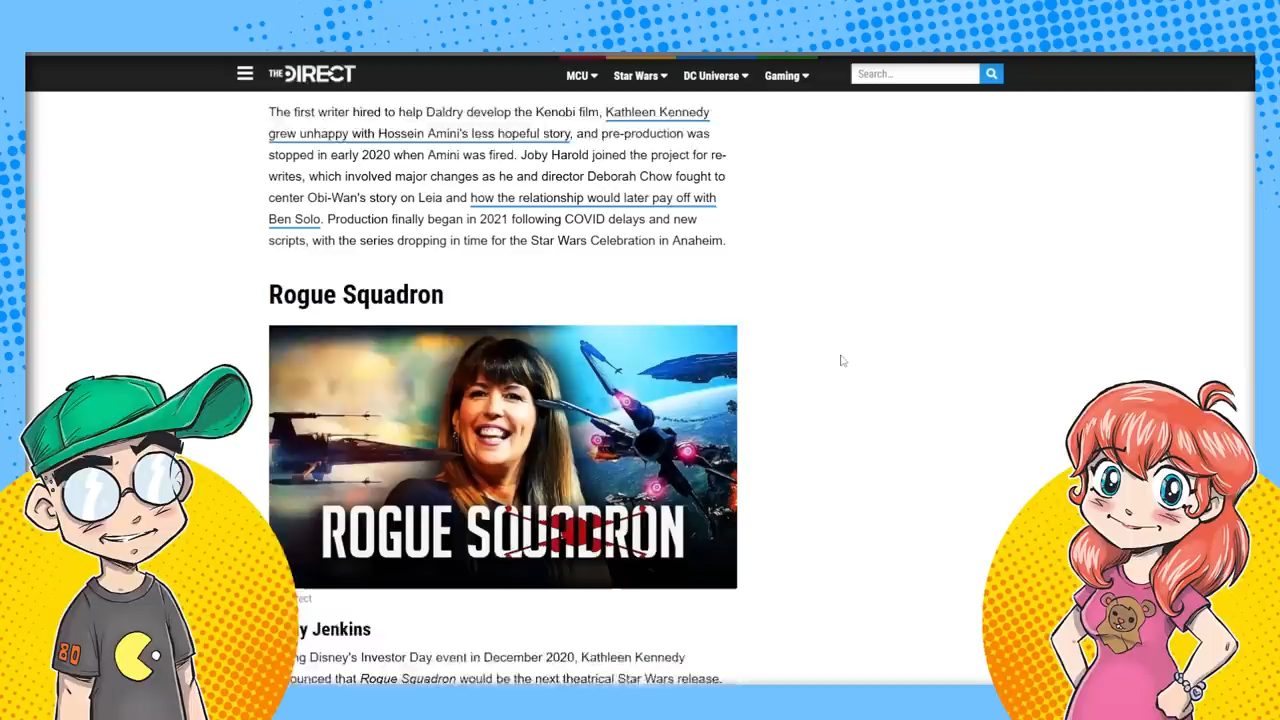 THE DIRECT
MCU Star Wars DC Universe Gaming Search...
The first writer hired to help Daldry develop the Kenobi film, Kathleen Kennedy
grew unhappy with Hossein Amini's less hopeful story, and pre-production was
stopped in early 2020 when Amini was fired. Joby Harold joined the project for re-
writes, which involved major changes as he and director Deborah Chow fought to
center Obi-Wan's story on Leia and how the relationship would later pay off with
Ben Solo. Production finally began in 2021 following COVID delays and new
scripts, with the series dropping in time for the Star Wars Celebration in Anaheim.
Rogue Squadron
ROGUE SQUADRON
Jenkins
Disney's Investor Day event in December 2020, Kathleen Kennedy
that Rogue Squadron would be the next theatrical Star Wars release.
80